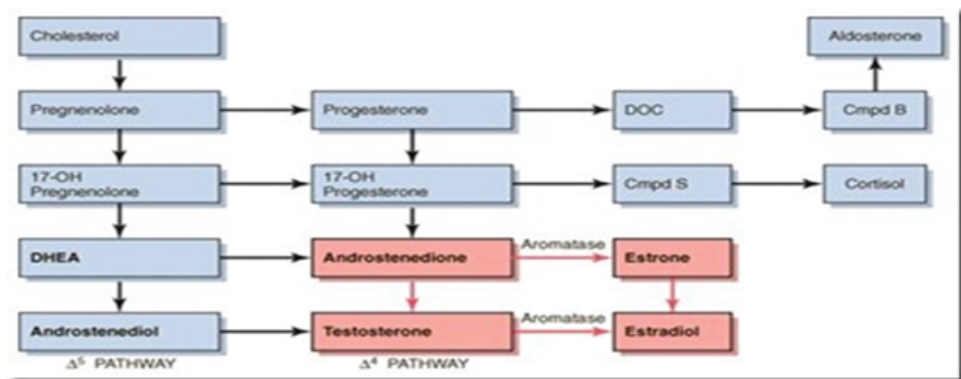 Cholesterol
Aldosterone
Pregnenolone
Progesterone
DOC
Cmpd B
17-OH
Pregnenolone
17-OH
Progesterone
Cmpd S
Cortisol
DHEA
Androstenedione
Aromatase
Estrone
Androstenediol
Testosterone
Aromatase
Estradiol
Δ⁵ PATHWAY
Δ⁴ PATHWAY